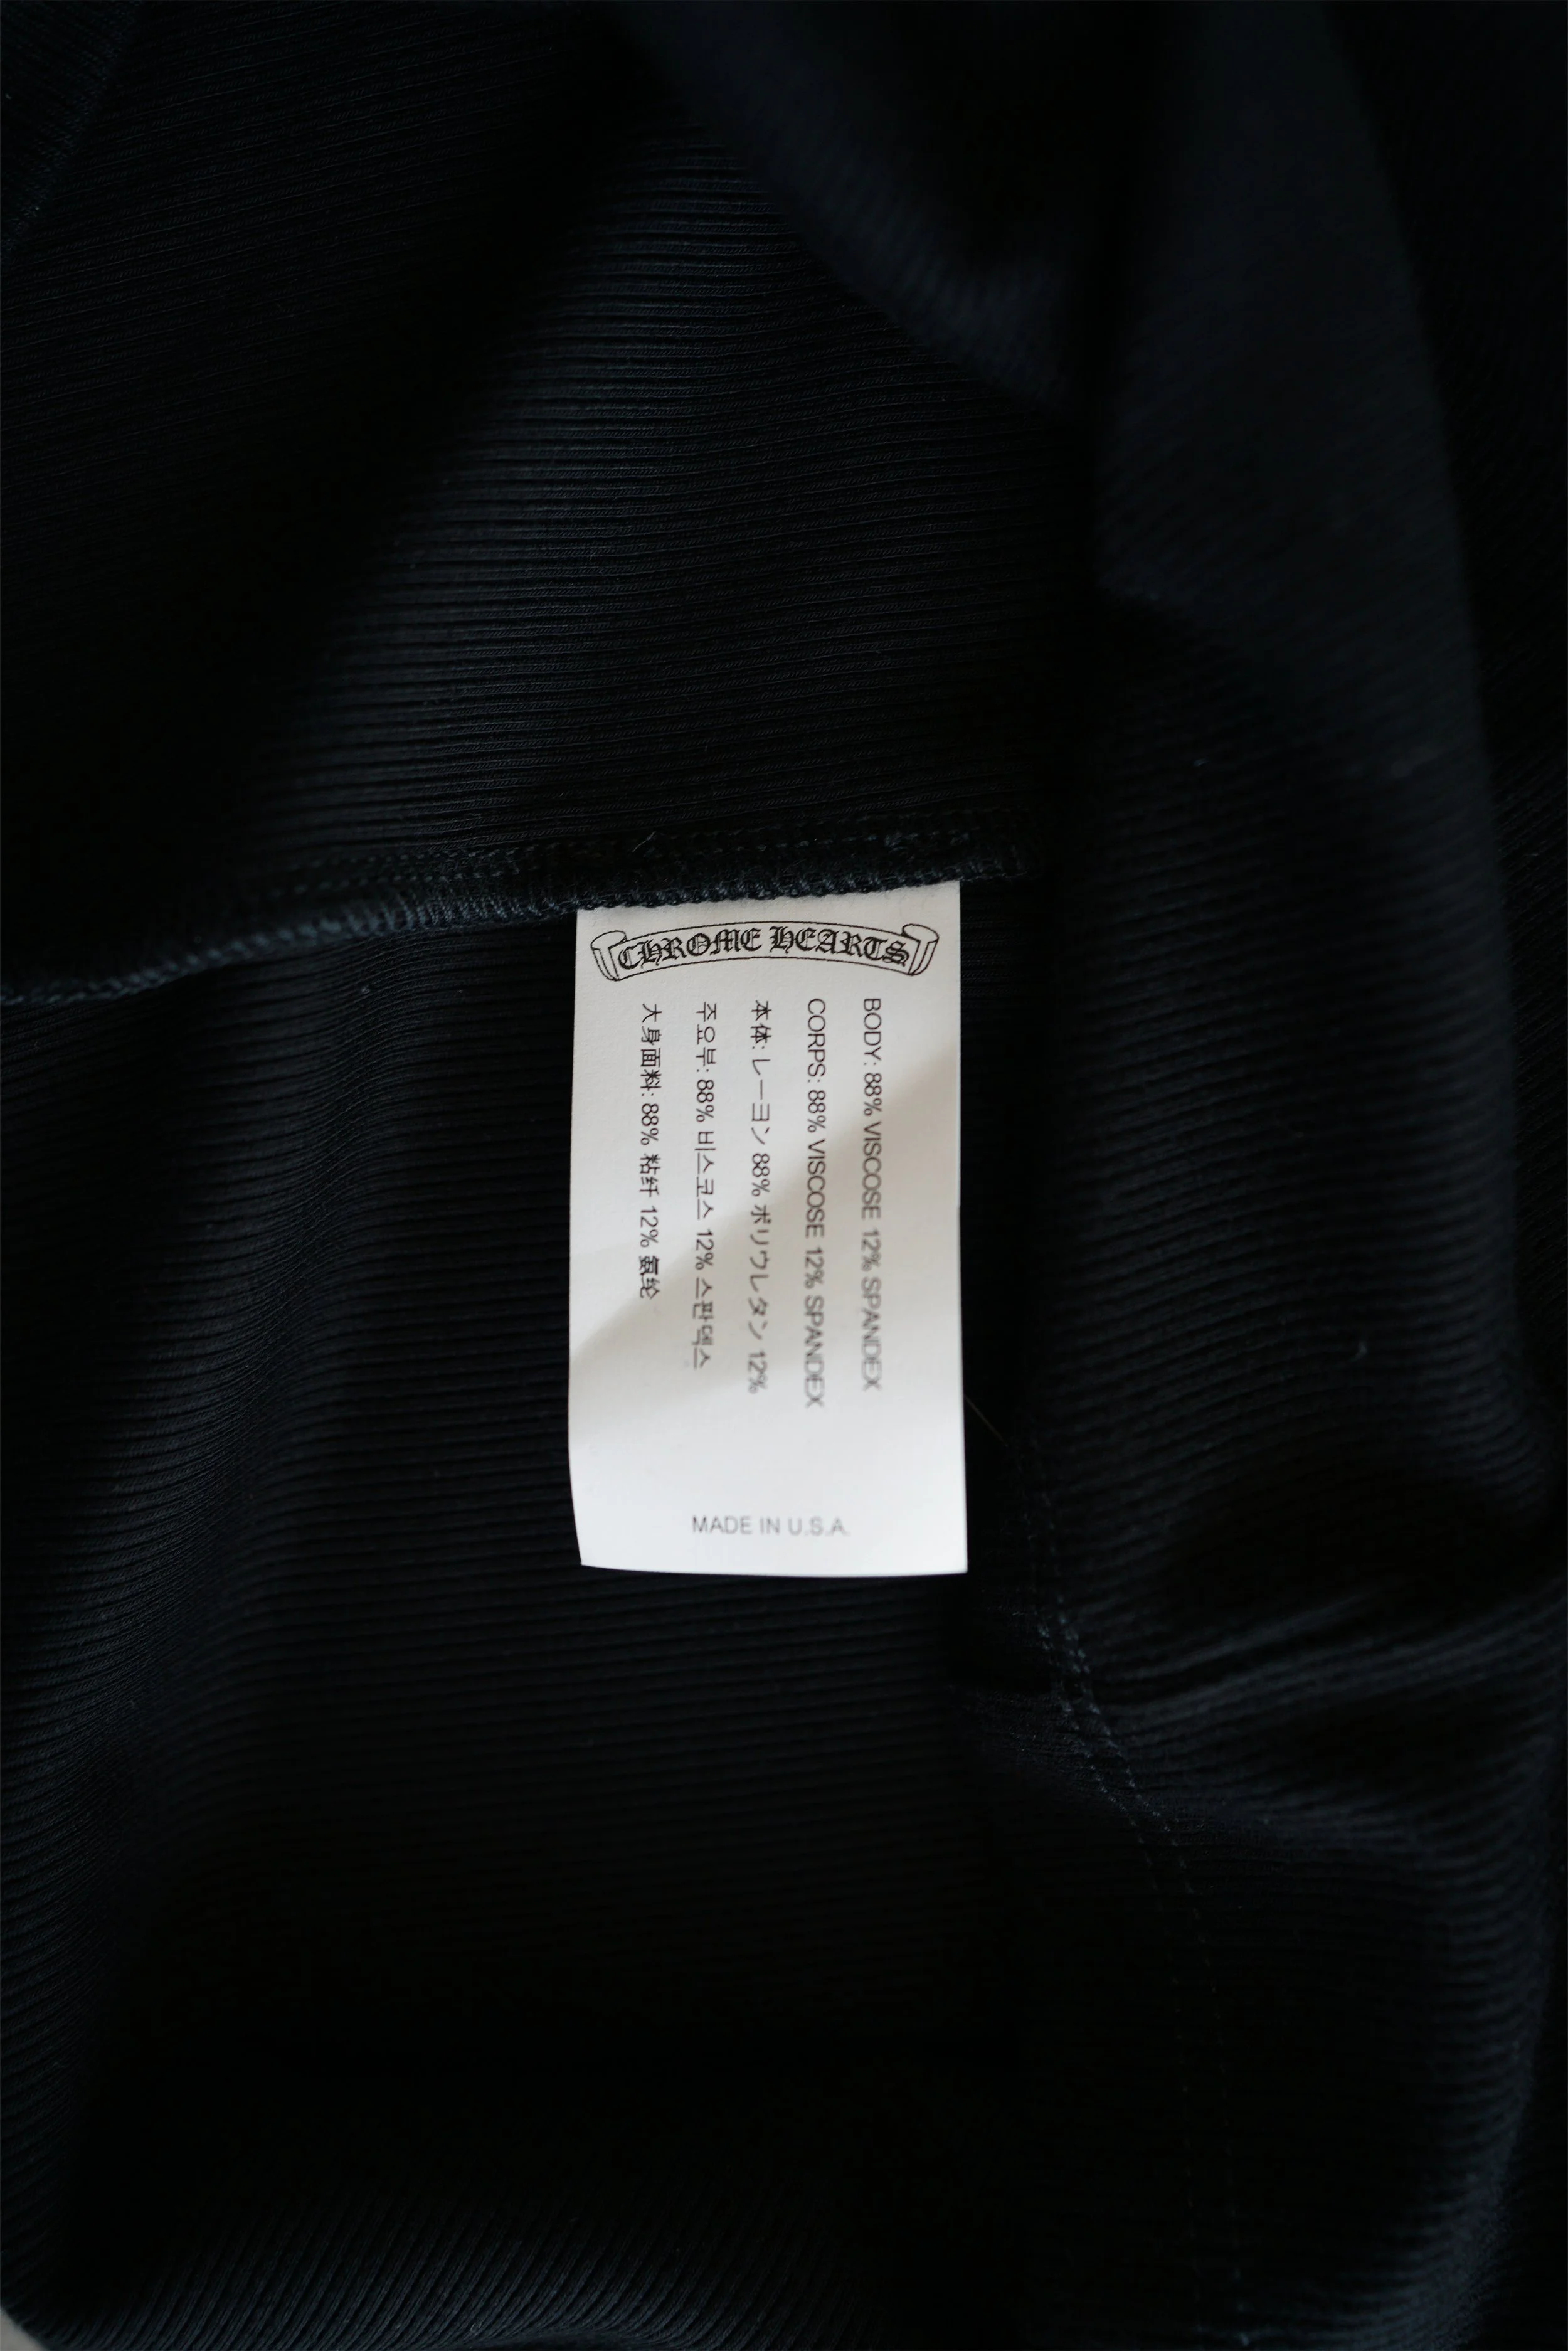 CHROME HEARTS
BODY: 88% VISCOSE 12% SPANDEX
CORPS: 88% VISCOSE 12% SPANDEX
本体: レーヨン 88% ポリウレタン 12%
주요부: 88% 비스코스 12% 스판덱스
大身面料: 88% 粘纤 12% 氨纶
MADE IN U.S.A.